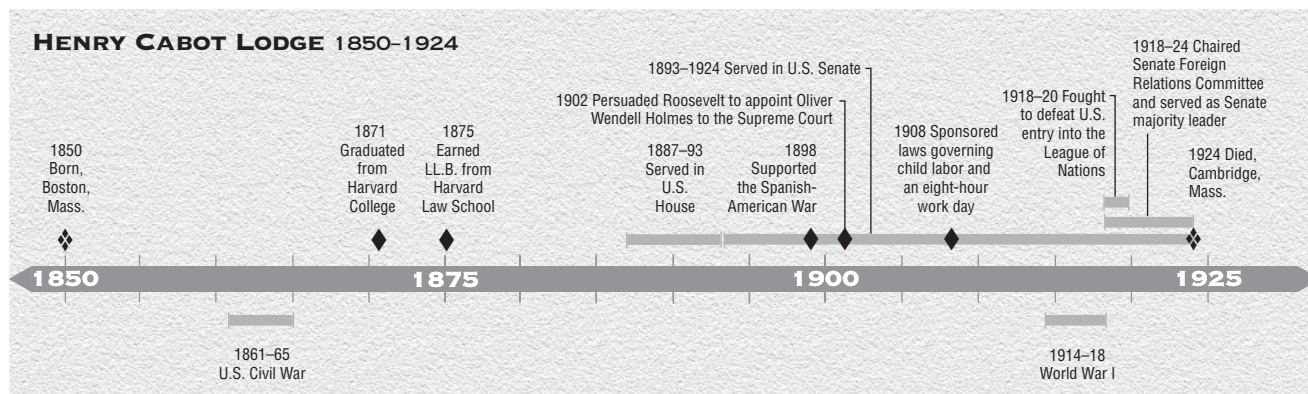 HENRY CABOT LODGE 1850–1924
1850
Born,
Boston,
Mass.
1871
Graduated
from
Harvard
College
1875
Earned
LL.B. from
Harvard
Law School
1887–93
Served in
U.S.
House
1893–1924 Served in U.S. Senate
1902 Persuaded Roosevelt to appoint Oliver
Wendell Holmes to the Supreme Court
1898
Supported
the Spanish-
American War
1908 Sponsored
laws governing
child labor and
an eight-hour
work day
1918–20 Fought
to defeat U.S.
entry into the
League of
Nations
1918–24 Chaired
Senate Foreign
Relations Committee
and served as Senate
majority leader
1924 Died,
Cambridge,
Mass.
1850
1875
1900
1925
1861–65
U.S. Civil War
1914–18
World War I